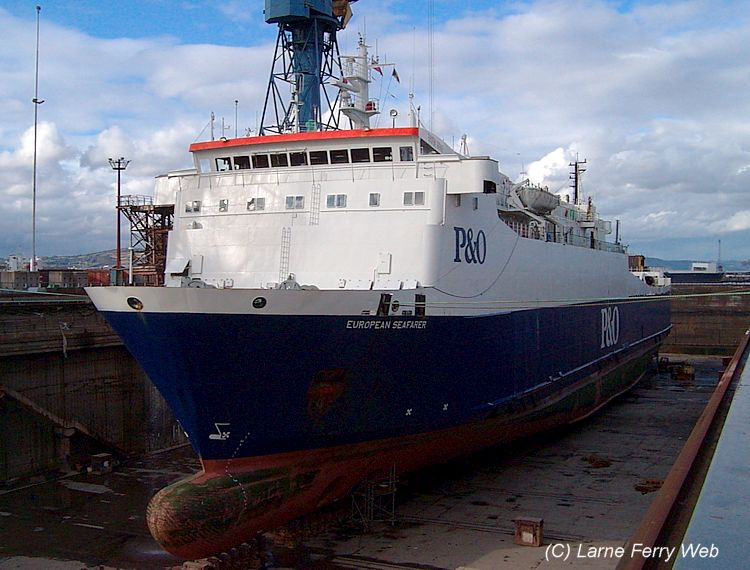 P&O
EUROPEAN SEAFARER
P&O
(C) Larne Ferry Web